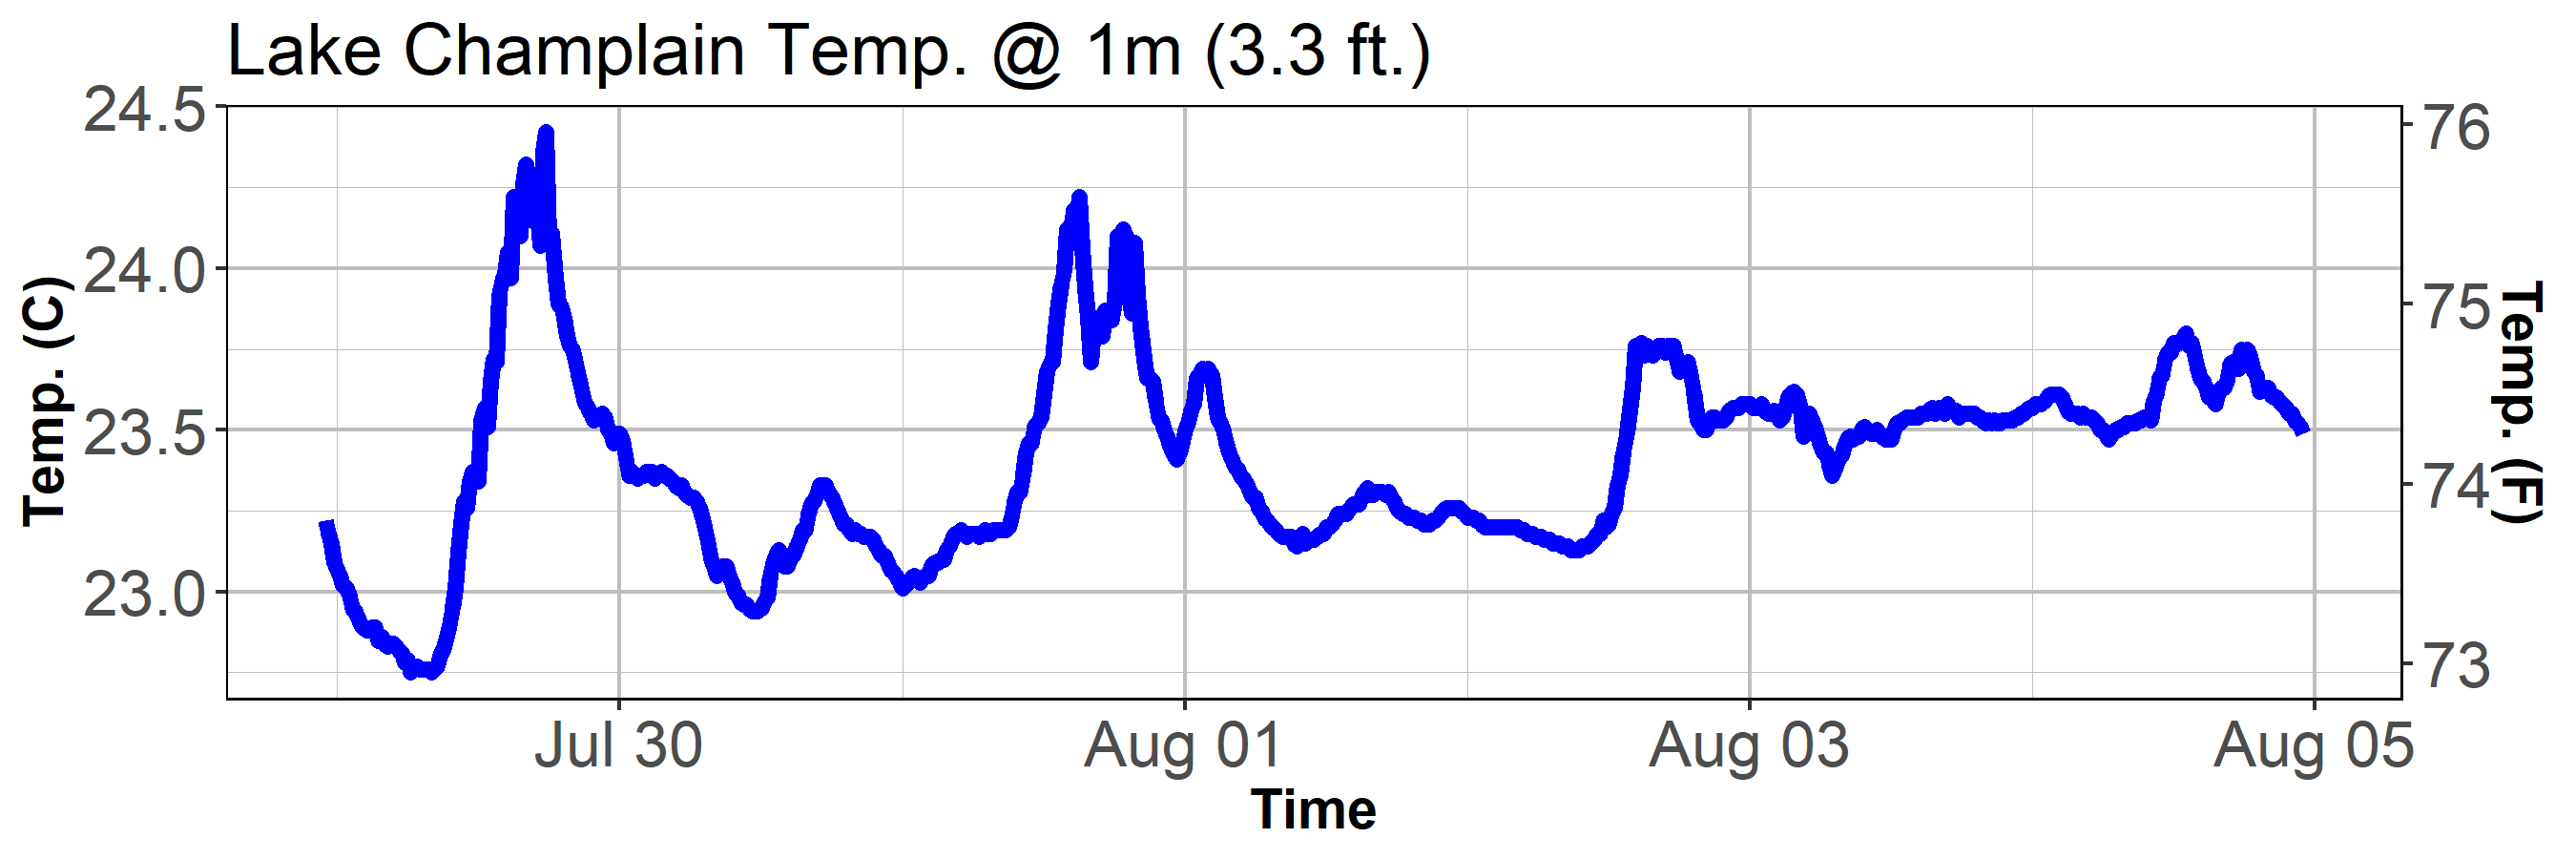 Lake Champlain Temp. @ 1m (3.3 ft.)
24.5
24.0
23.5
23.0
Temp. (C)
76
75
74
73
Temp. (F)
Jul 30 Aug 01 Aug 03 Aug 05
Time